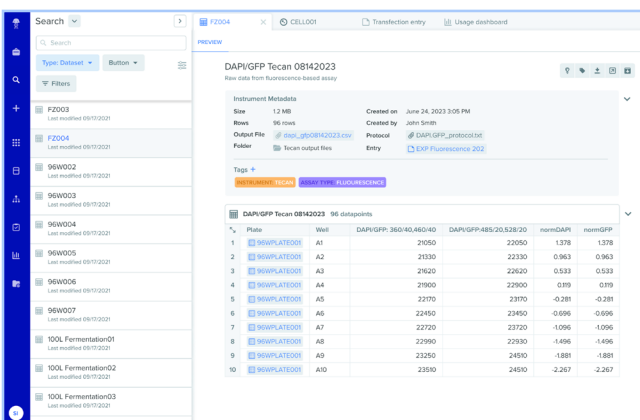 Search
FZ004
CELL001
Transfection entry
Usage dashboard
Search
PREVIEW
Type: Dataset
Button
Filters
FZ003
Last modified 09/17/2021
FZ004
Last modified 09/17/2021
96W002
Last modified 09/17/2021
96W003
Last modified 09/17/2021
96W004
Last modified 09/17/2021
96W005
Last modified 09/17/2021
96W006
Last modified 09/17/2021
96W007
Last modified 09/17/2021
100L Fermentation01
Last modified 09/17/2021
100L Fermentation02
Last modified 09/17/2021
100L Fermentation03
Last modified 09/17/2021
SI
DAPI/GFP Tecan 08142023
Raw data from fluorescence-based assay
Instrument Metadata
Size 1.2 MB Created on June 24, 2023 3:05 PM
Rows 96 rows Created by John Smith
Output File dapi_gfp08142023.csv Protocol DAPI.GFP_protocol.txt
Folder Tecan output files Entry EXP Fluorescence 202
Tags +
INSTRUMENT: TECAN ASSAY TYPE: FLUOURESCENCE
DAPI/GFP Tecan 08142023 96 datapoints
Plate Well DAPI/GFP: 360/40,460/40 DAPI/GFP:485/20,528/20 normDAPI normGFP
1 96WPLATE001 A1 21050 22050 1.378 1.378
2 96WPLATE001 A2 21330 22330 0.963 0.963
3 96WPLATE001 A3 21620 22620 0.533 0.533
4 96WPLATE001 A4 21900 22900 0.119 0.119
5 96WPLATE001 A5 22170 23170 -0.281 -0.281
6 96WPLATE001 A6 22450 23450 -0.696 -0.696
7 96WPLATE001 A7 22720 23720 -1.096 -1.096
8 96WPLATE001 A8 22990 22930 -1.496 -1.496
9 96WPLATE001 A9 23250 24510 -1.881 -1.881
10 96WPLATE001 A10 23510 24510 -2.267 -2.267